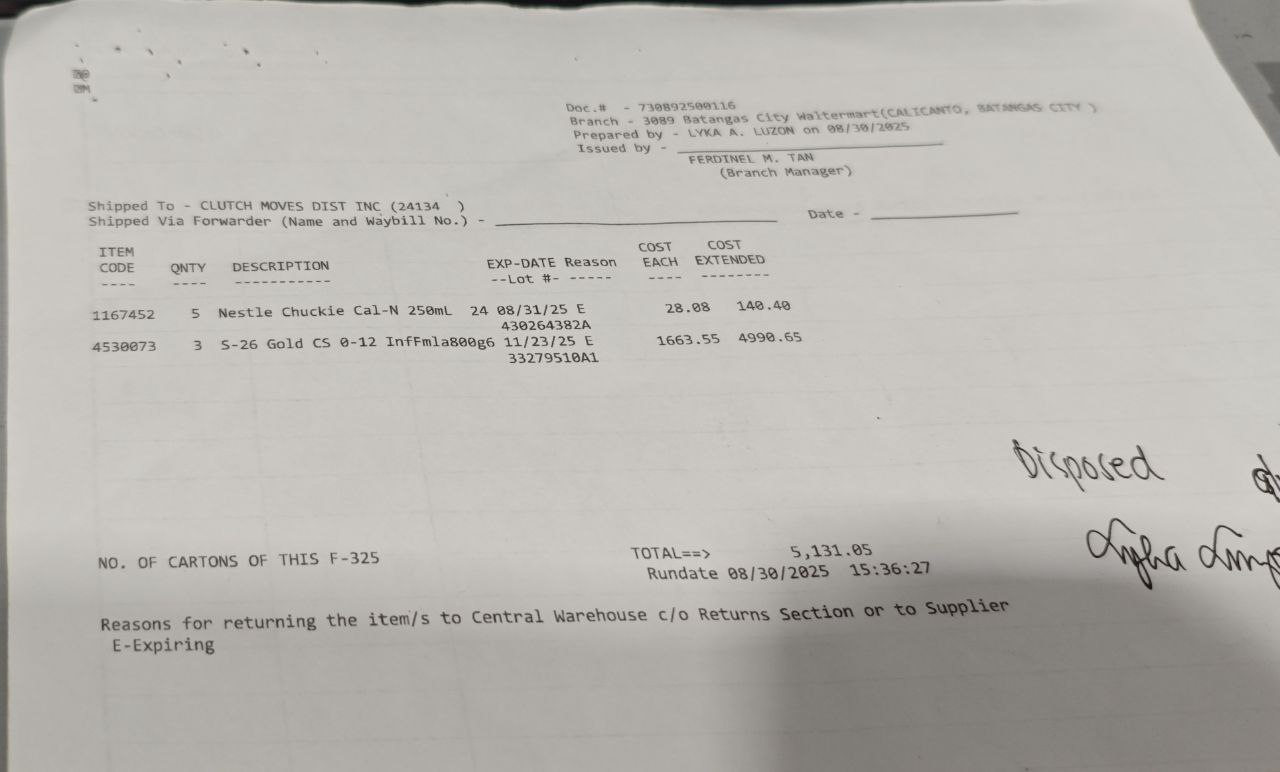 Doc.# - 730892500116
Branch - 3089 Batangas City Waltermart(CALICANTO, BATANGAS CITY )
Prepared by - LYKA A. LUZON on 08/30/2025
Issued by -
FERDINEL M. TAN
(Branch Manager)
Shipped To - CLUTCH MOVES DIST INC (24134 )
Shipped Via Forwarder (Name and Waybill No.) - Date -
ITEM COST COST
CODE QNTY DESCRIPTION EXP-DATE Reason EACH EXTENDED
---- ---- ----------- --Lot #- ----- ---- --------
1167452 5 Nestle Chuckie Cal-N 250mL 24 08/31/25 E 28.08 140.40
430264382A
4530073 3 S-26 Gold CS 0-12 InfFmla800g6 11/23/25 E 1663.55 4990.65
33279510A1
Disposed
NO. OF CARTONS OF THIS F-325 TOTAL==> 5,131.05
Rundate 08/30/2025 15:36:27
Reasons for returning the item/s to Central Warehouse c/o Returns Section or to Supplier
E-Expiring